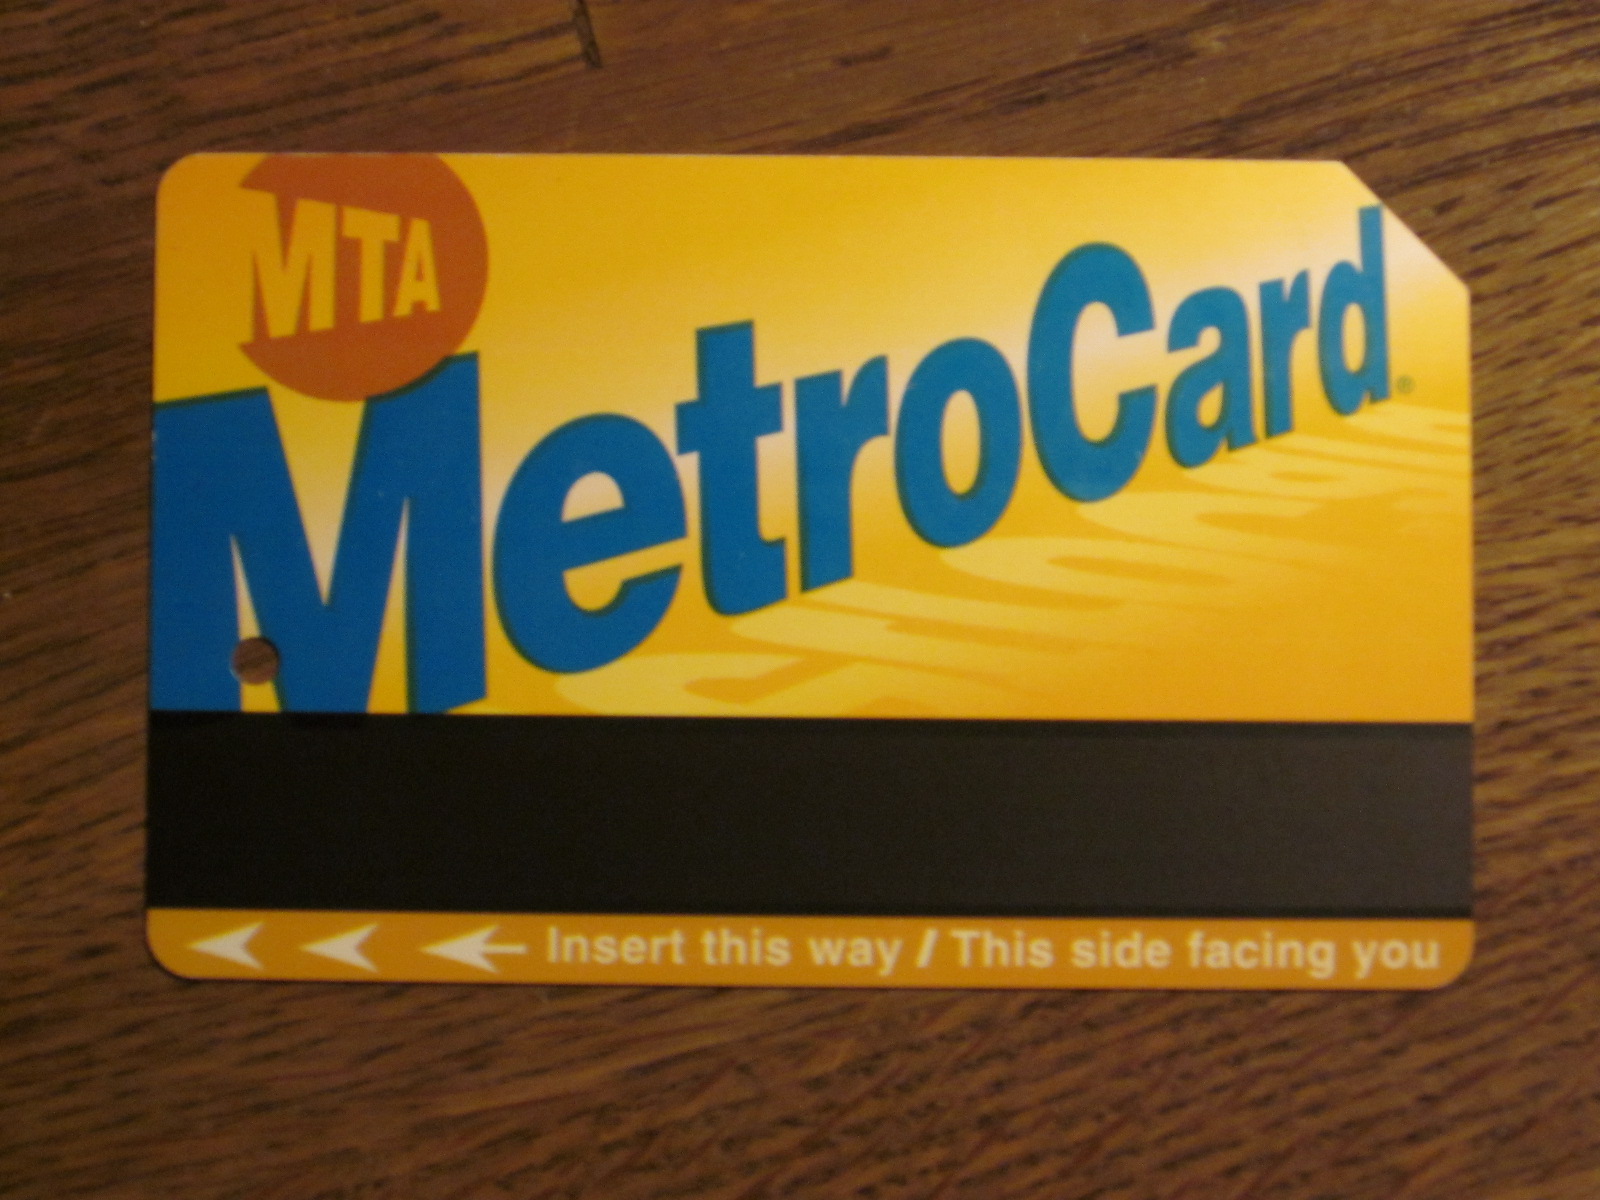 MTA
MetroCard®
Insert this way / This side facing you